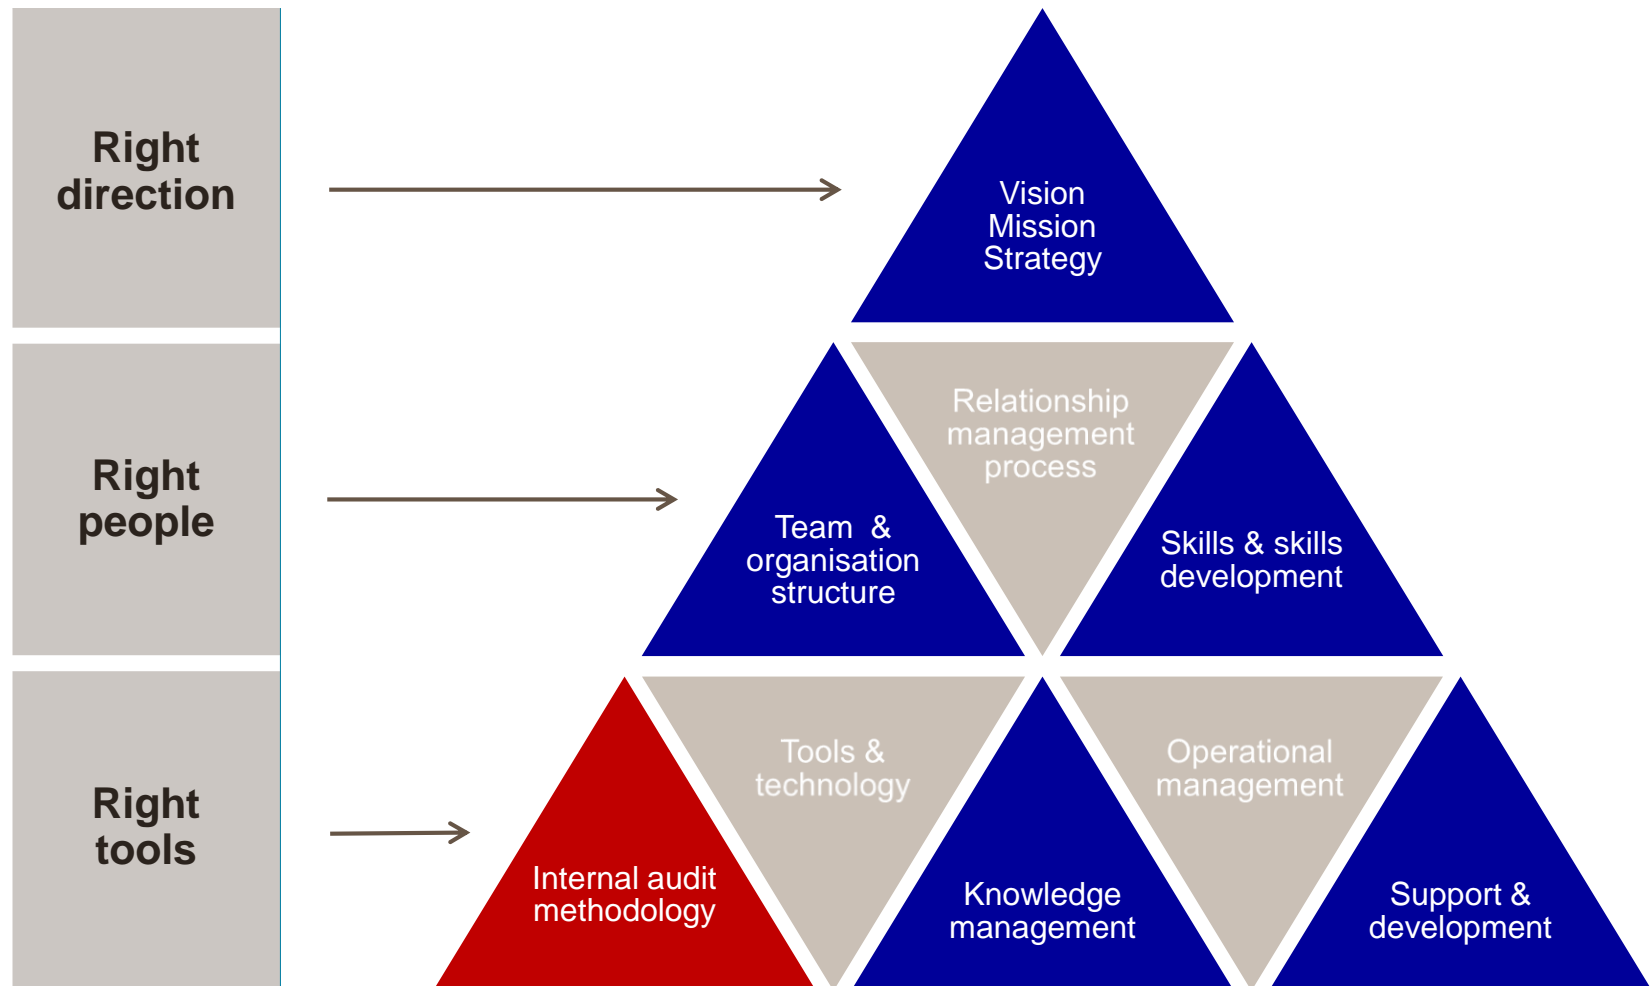 Right
direction
Vision
Mission
Strategy
Right
people
Relationship
management
process
Team & 
organisation
structure
Skills & skills
development
Right
tools
Tools &
technology
Operational
management
Internal audit
methodology
Knowledge
management
Support &
development